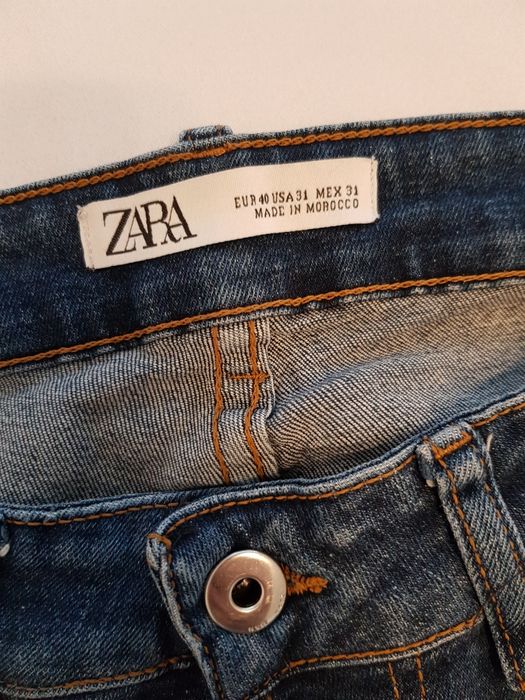 ZARA
EUR 40 USA 31 MEX 31
MADE IN MOROCCO